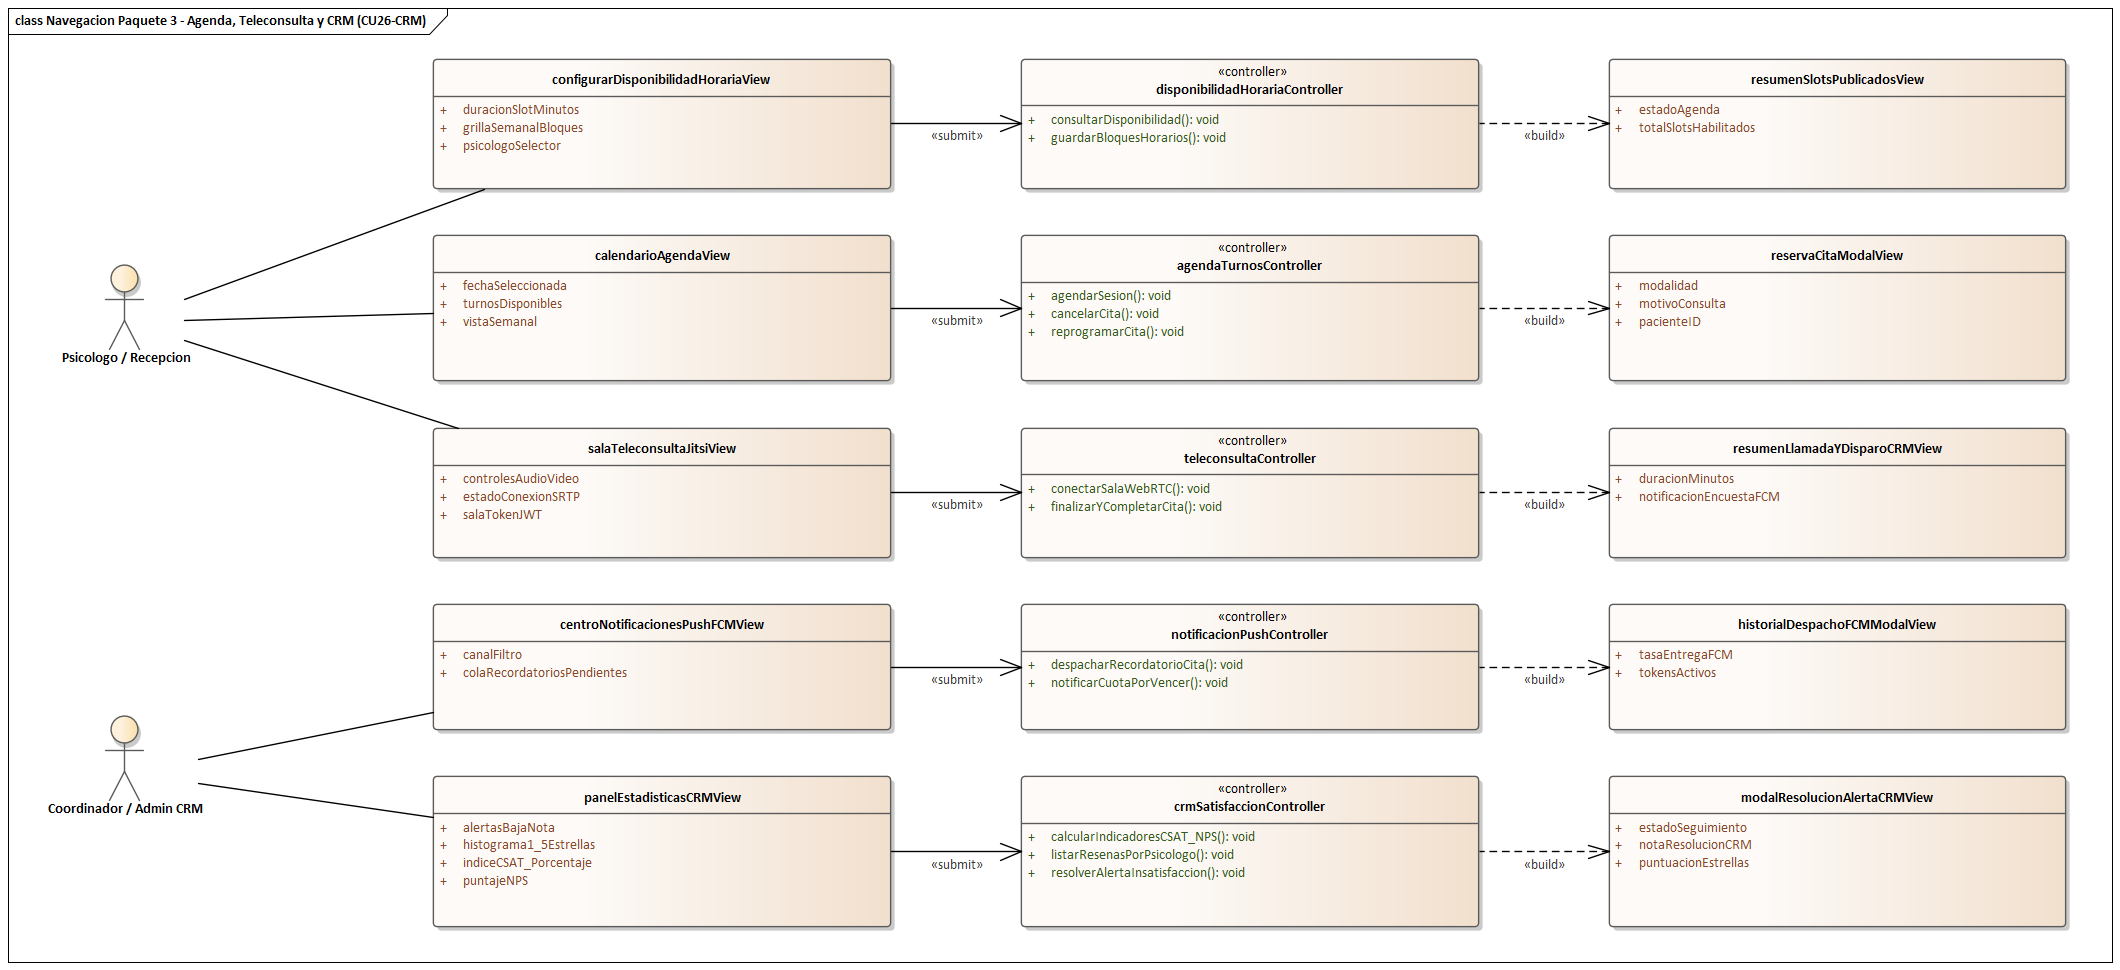 class Navegacion Paquete 3 - Agenda, Teleconsulta y CRM (CU26-CRM)
configurarDisponibilidadHorariaView
+ duracionSlotMinutos
+ grillaSemanalBloques
+ psicologoSelector
«submit»
«controller»
disponibilidadHorariaController
+ consultarDisponibilidad(): void
+ guardarBloquesHorarios(): void
«build»
resumenSlotsPublicadosView
+ estadoAgenda
+ totalSlotsHabilitados
Psicologo / Recepcion
calendarioAgendaView
+ fechaSeleccionada
+ turnosDisponibles
+ vistaSemanal
«submit»
«controller»
agendaTurnosController
+ agendarSesion(): void
+ cancelarCita(): void
+ reprogramarCita(): void
«build»
reservaCitaModalView
+ modalidad
+ motivoConsulta
+ pacienteID
salaTeleconsultaJitsiView
+ controlesAudioVideo
+ estadoConexionSRTP
+ salaTokenJWT
«submit»
«controller»
teleconsultaController
+ conectarSalaWebRTC(): void
+ finalizarYCompletarCita(): void
«build»
resumenLlamadaYDisparoCRMView
+ duracionMinutos
+ notificacionEncuestaFCM
centroNotificacionesPushFCMView
+ canalFiltro
+ colaRecordatoriosPendientes
«submit»
«controller»
notificacionPushController
+ despacharRecordatorioCita(): void
+ notificarCuotaPorVencer(): void
«build»
historialDespachoFCMModalView
+ tasaEntregaFCM
+ tokensActivos
Coordinador / Admin CRM
panelEstadisticasCRMView
+ alertasBajaNota
+ histograma1_5Estrellas
+ indiceCSAT_Porcentaje
+ puntajeNPS
«submit»
«controller»
crmSatisfaccionController
+ calcularIndicadoresCSAT_NPS(): void
+ listarResenasPorPsicologo(): void
+ resolverAlertaInsatisfaccion(): void
«build»
modalResolucionAlertaCRMView
+ estadoSeguimiento
+ notaResolucionCRM
+ puntuacionEstrellas